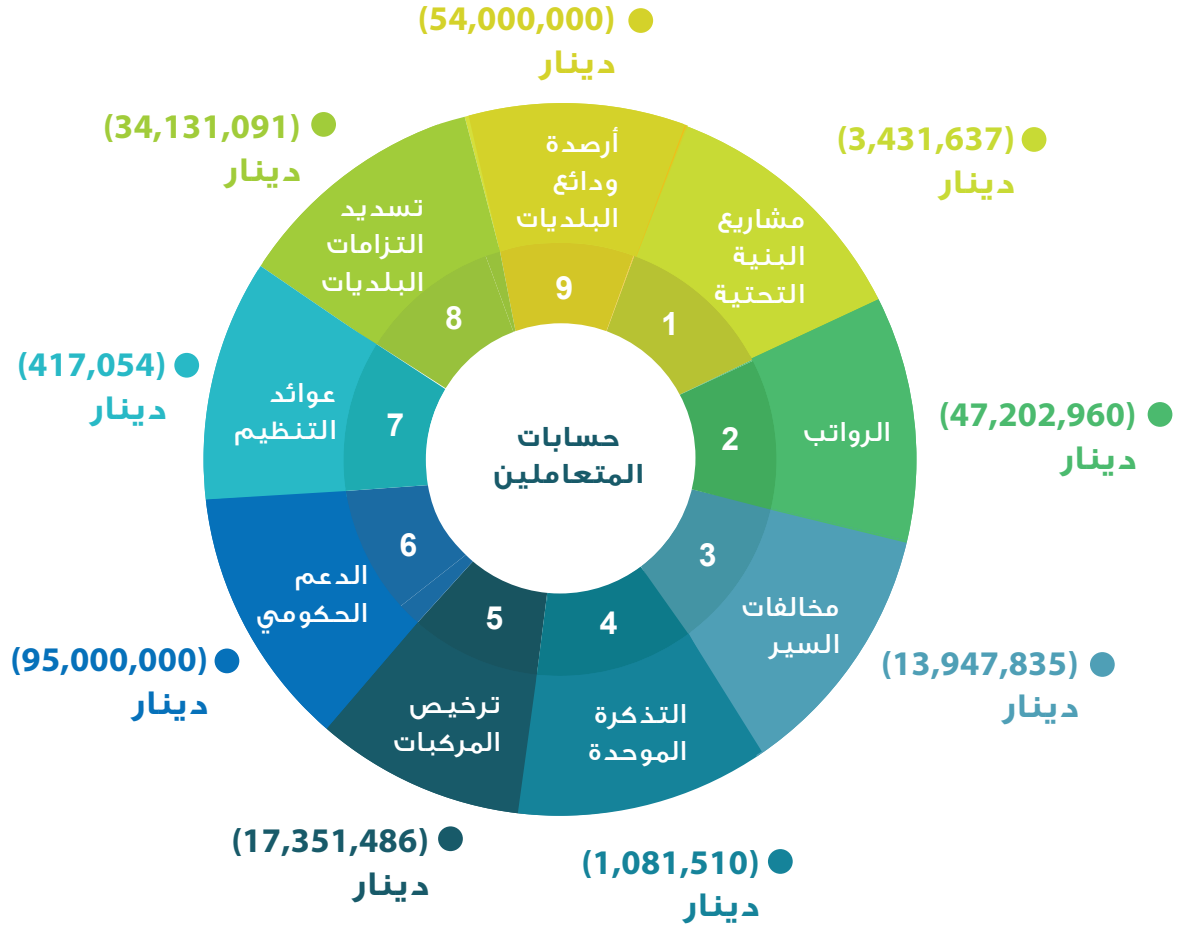 حسابات
المتعاملين
1
مشاريع
البنية
التحتية
(3,431,637)
دينار
2
الرواتب
(47,202,960)
دينار
3
مخالفات
السير
(13,947,835)
دينار
4
التذكرة
الموحدة
(1,081,510)
دينار
5
ترخيص
المركبات
(17,351,486)
دينار
6
الدعم
الحكومي
(95,000,000)
دينار
7
عوائد
التنظيم
(417,054)
دينار
8
تسديد
التزامات
البلديات
(34,131,091)
دينار
9
أرصدة
ودائع
البلديات
(54,000,000)
دينار